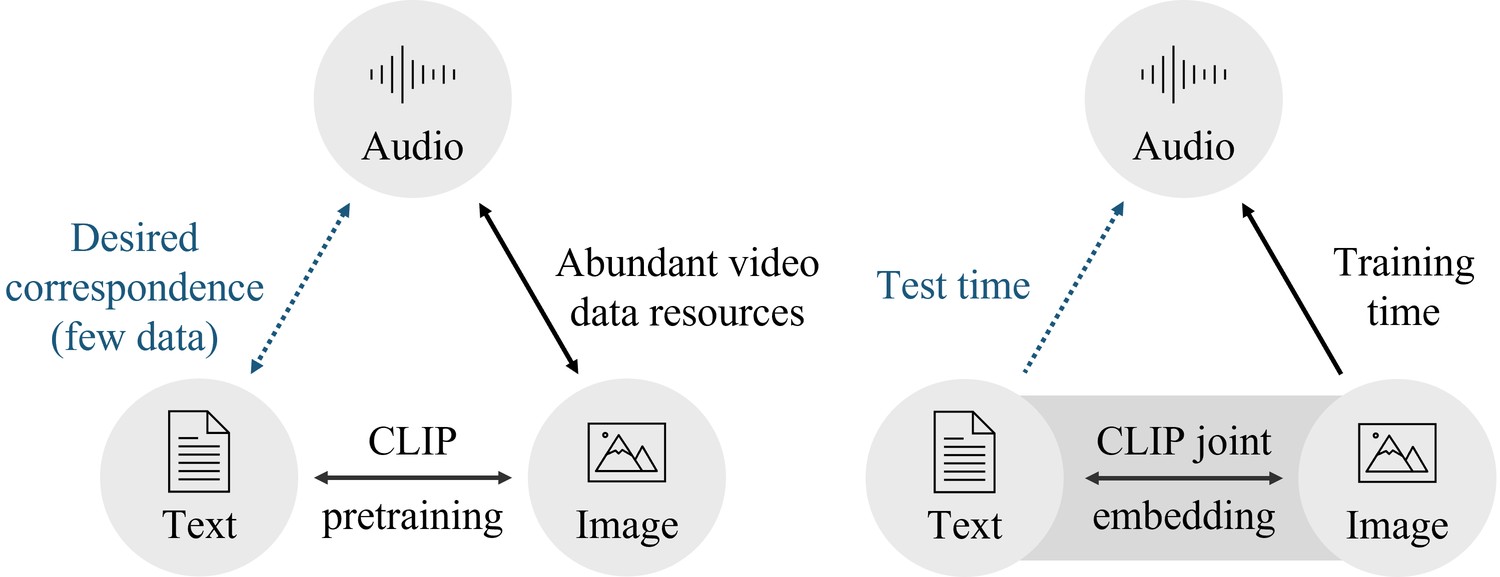 Audio
Desired
correspondence
(few data)
Abundant video
data resources
CLIP
pretraining
Text
Image
Audio
Test time
Training
time
CLIP joint
embedding
Text
Image